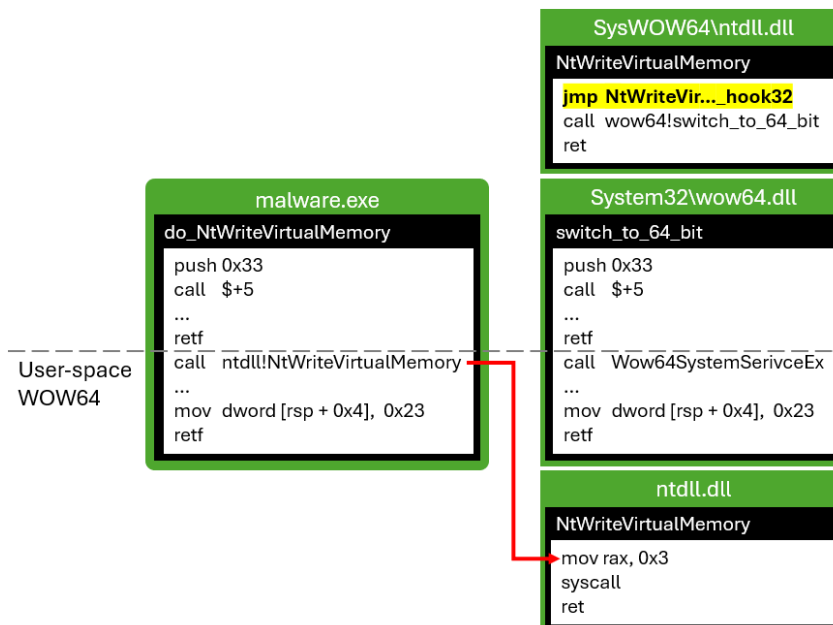 SysWOW64\ntdll.dll
NtWriteVirtualMemory
jmp NtWriteVir..._hook32
call wow64!switch_to_64_bit
ret
malware.exe
do_NtWriteVirtualMemory
push 0x33
call $+5
...
retf
call ntdll!NtWriteVirtualMemory
...
mov dword [rsp + 0x4], 0x23
retf
System32\wow64.dll
switch_to_64_bit
push 0x33
call $+5
...
retf
call Wow64SystemSerivceEx
...
mov dword [rsp + 0x4], 0x23
retf
User-space
WOW64
ntdll.dll
NtWriteVirtualMemory
mov rax, 0x3
syscall
ret